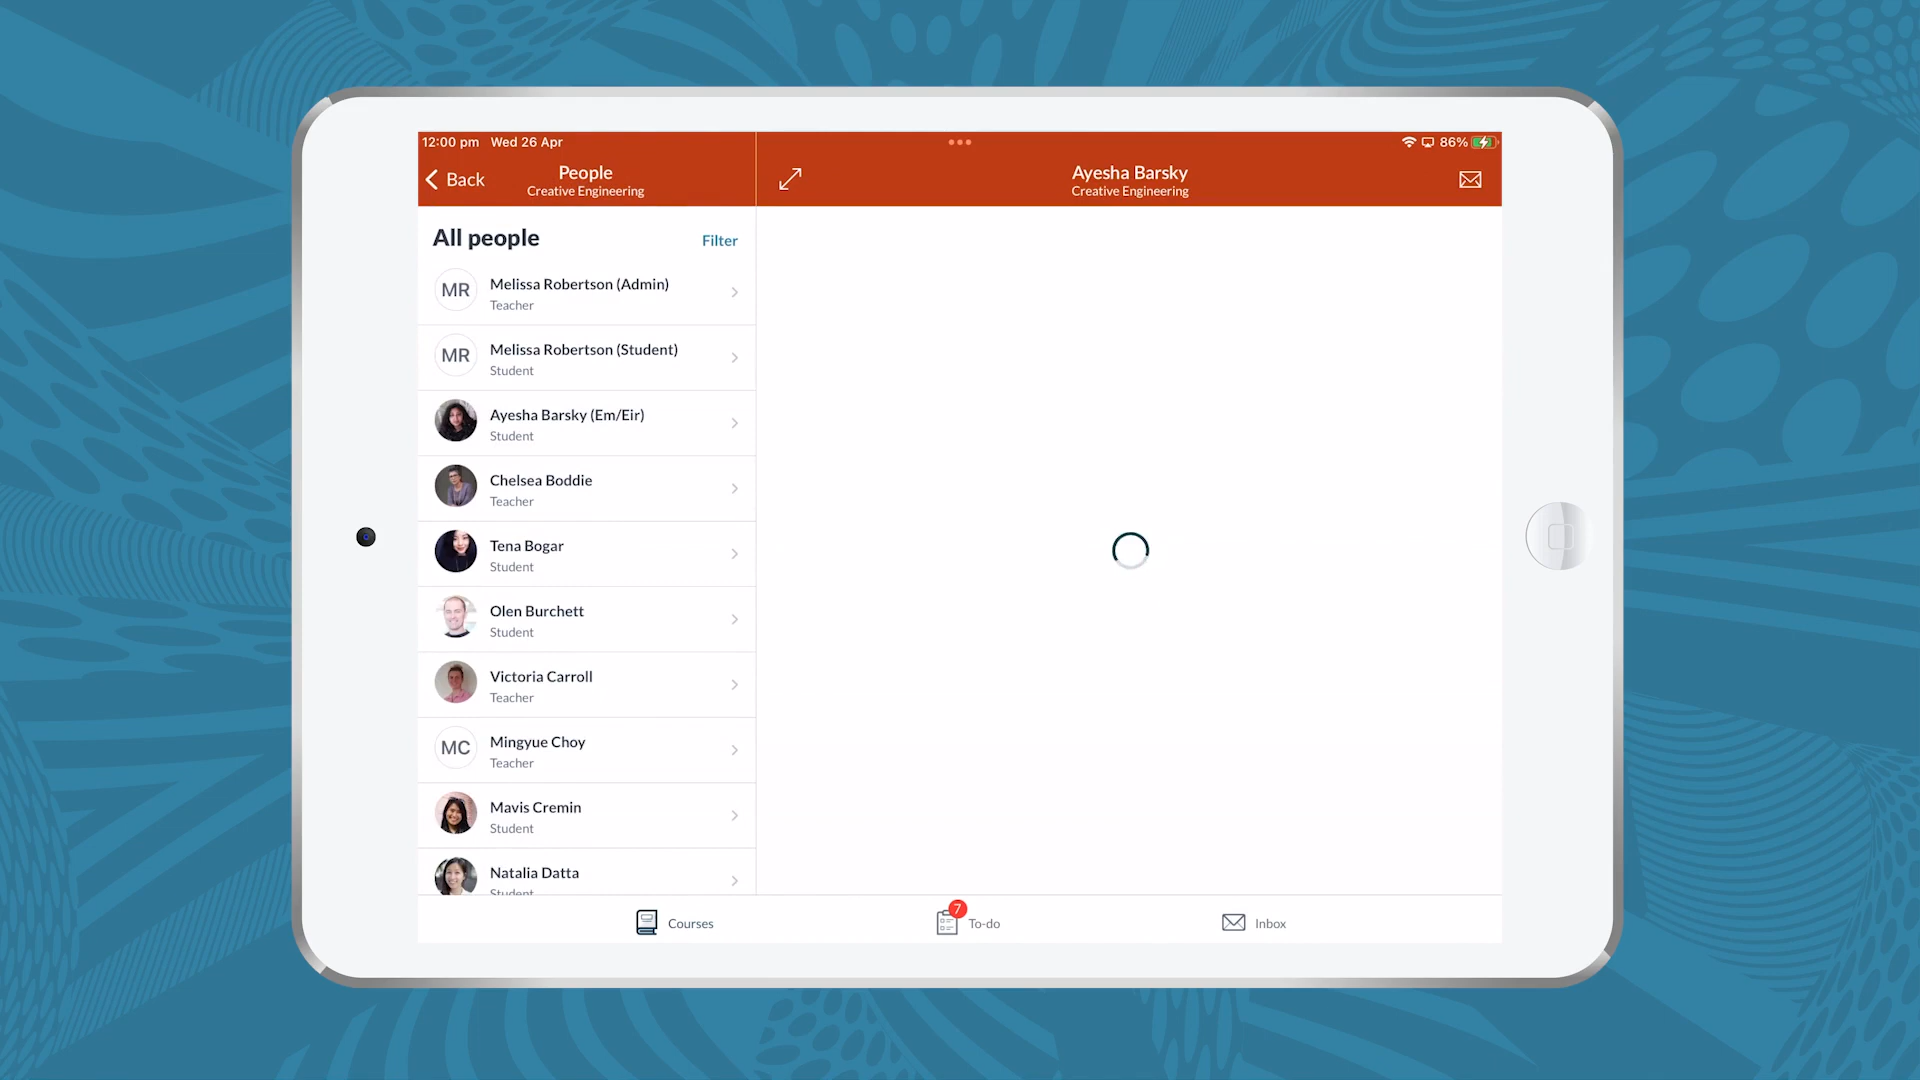 12:00 pm Wed 26 Apr
86%
Back
People
Creative Engineering
Ayesha Barsky
Creative Engineering
All people
Filter
MR
Melissa Robertson (Admin)
Teacher
MR
Melissa Robertson (Student)
Student
Ayesha Barsky (Em/Eir)
Student
Chelsea Boddie
Teacher
Tena Bogar
Student
Olen Burchett
Student
Victoria Carroll
Teacher
MC
Mingyue Choy
Teacher
Mavis Cremin
Student
Natalia Datta
Student
Courses
7
To-do
Inbox